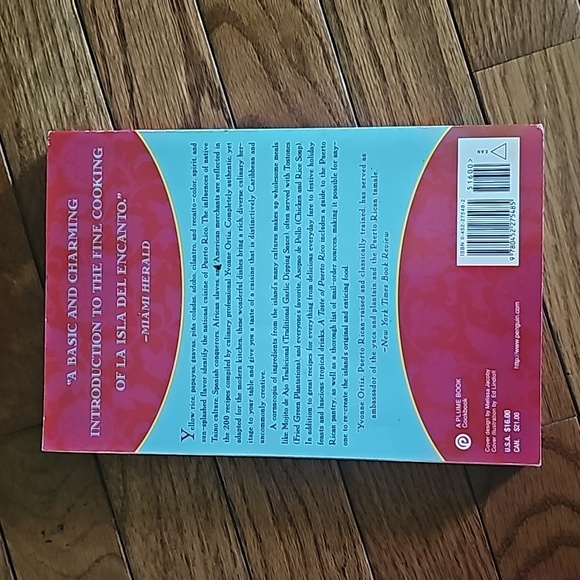 "A BASIC AND CHARMING
INTRODUCTION TO THE FINE COOKING
OF LA ISLA DEL ENCANTO."
–MIAMI HERALD
Yellow rice, papayas, guavas, piña coladas, adobo, cilantro, and recaíto–color, spirit, and
sun-splashed flavor identify the national cuisine of Puerto Rico. The influences of native
Taino culture, Spanish conquerors, African slaves, American merchants are reflected in
the 200 recipes compiled by culinary professional Yvonne Ortiz. Completely authentic, yet
adapted for the modern kitchen, these wonderful dishes bring a rich, diverse culinary her-
itage to your table and give you a taste of a cuisine that is distinctively Caribbean and
uncommonly creative.
A cornucopia of ingredients from the island's many cultures makes up wholesome meals
like Mojito de Ajo Tradicional (Traditional Garlic Dipping Sauce), often served with Tostones
(Fried Green Plantains), and everyone's favorite, Asopao de Pollo (Chicken and Rice Soup).
In addition to great recipes for everything from delicious everyday fare to festive holiday
feasts and luscious tropical drinks, A Taste of Puerto Rico includes a guide to the Puerto
Rican pantry as well as a thorough list of mail-order sources, making it possible for any-
one to re-create the island's original and enticing food.
"Yvonne Ortiz, Puerto Rican-raised and classically trained, has served as
ambassador of the yuca and plantain and the Puerto Rican tamale."
–New York Times Book Review
A PLUME BOOK
Cookbook
Cover design by Melissa Jacoby
Cover illustration by Ed Lindlof
U.S.A. $16.00
CAN. $21.00
http://www.penguin.com
ISBN 0-452-27548-2
9 780452 275485
51600>